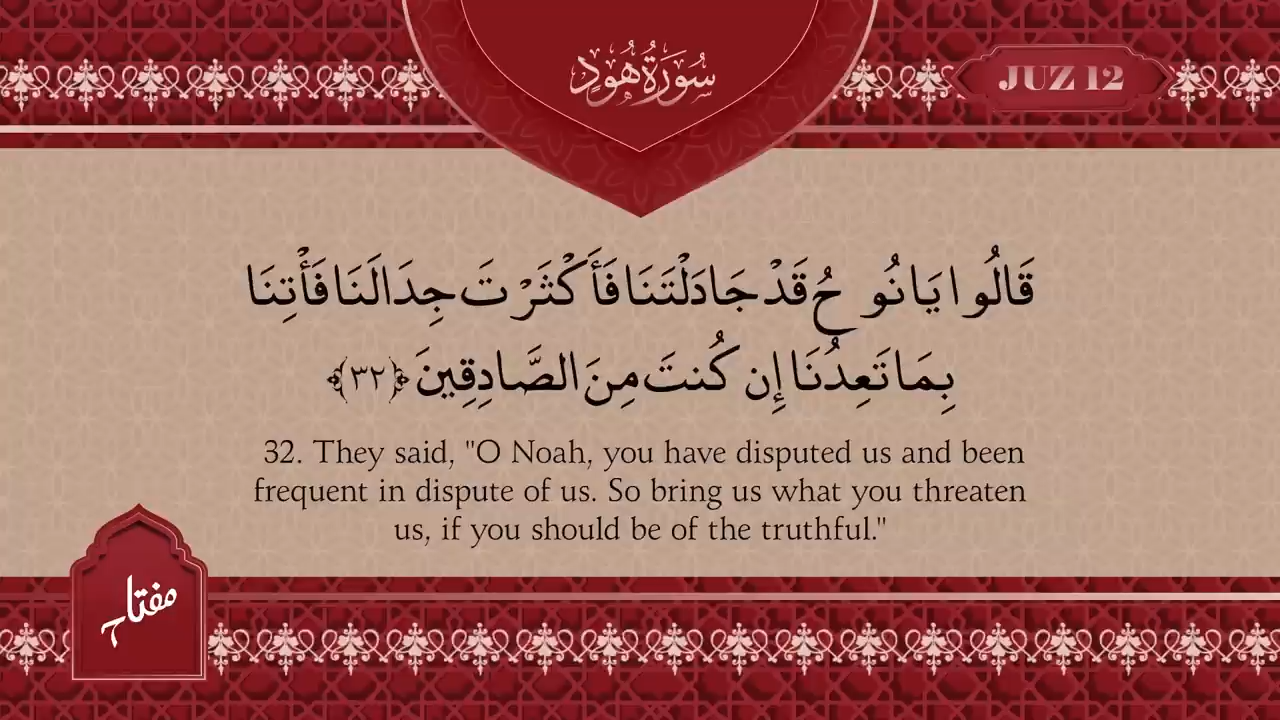 سُورَةُ هُودٍ
JUZ 12
قَالُوا يَا نُوحُ قَدْ جَادَلْتَنَا فَأَكْثَرْتَ جِدَالَنَا فَأْتِنَا
بِمَا تَعِدُنَا إِن كُنتَ مِنَ الصَّادِقِينَ ﴿٣٢﴾
32. They said, "O Noah, you have disputed us and been
frequent in dispute of us. So bring us what you threaten
us, if you should be of the truthful."
مفتاح